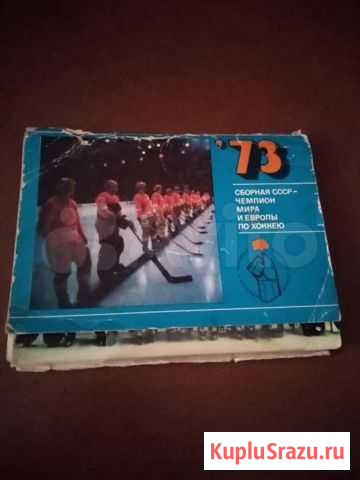 '73
СБОРНАЯ СССР-
ЧЕМПИОН
МИРА
И ЕВРОПЫ
ПО ХОККЕЮ
KupluSrazu.ru